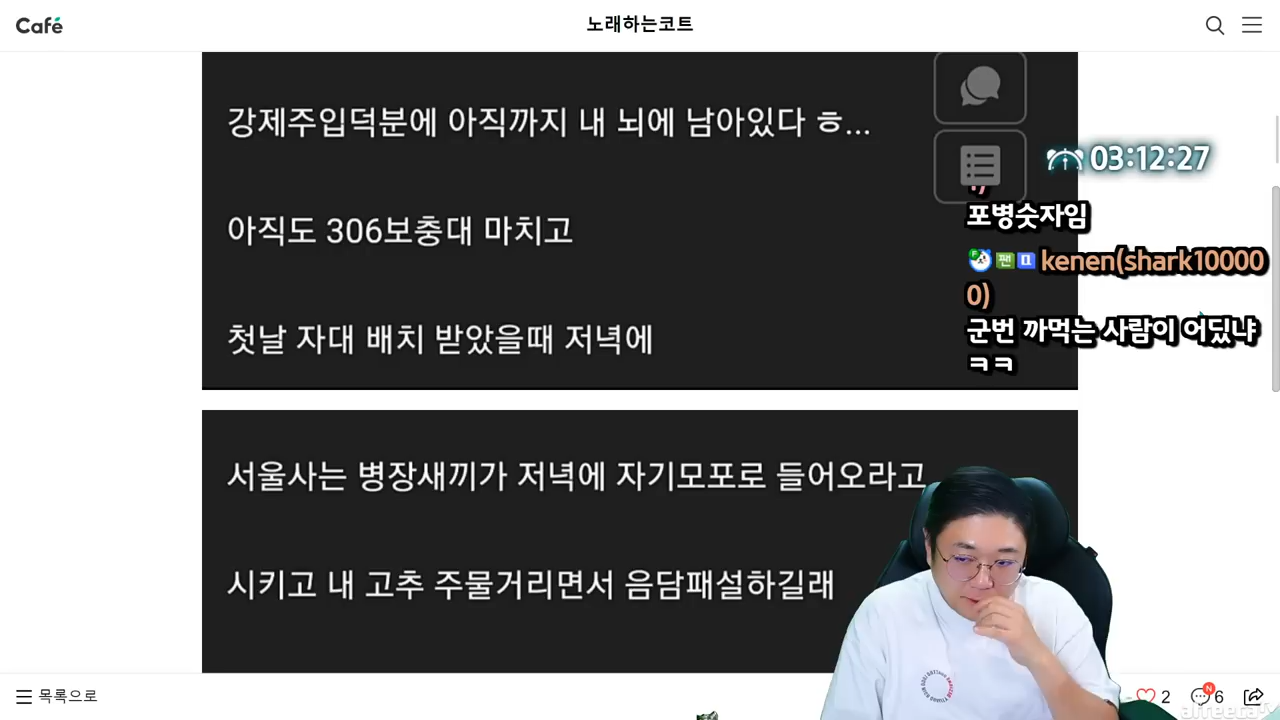 Café
노래하는코트
강제주입덕분에 아직까지 내 뇌에 남아있다 ㅎ...
아직도 306보충대 마치고
첫날 자대 배치 받았을때 저녁에
서울사는 병장새끼가 저녁에 자기모포로 들어오라고
시키고 내 고추 주물거리면서 음담패설하길래
03:12:27
포병숫자임
F 팬 kenen(shark10000
0)
군번 까먹는 사람이 어딨냐
ㅋㅋ
목록으로
2
N
6
afreecaTV